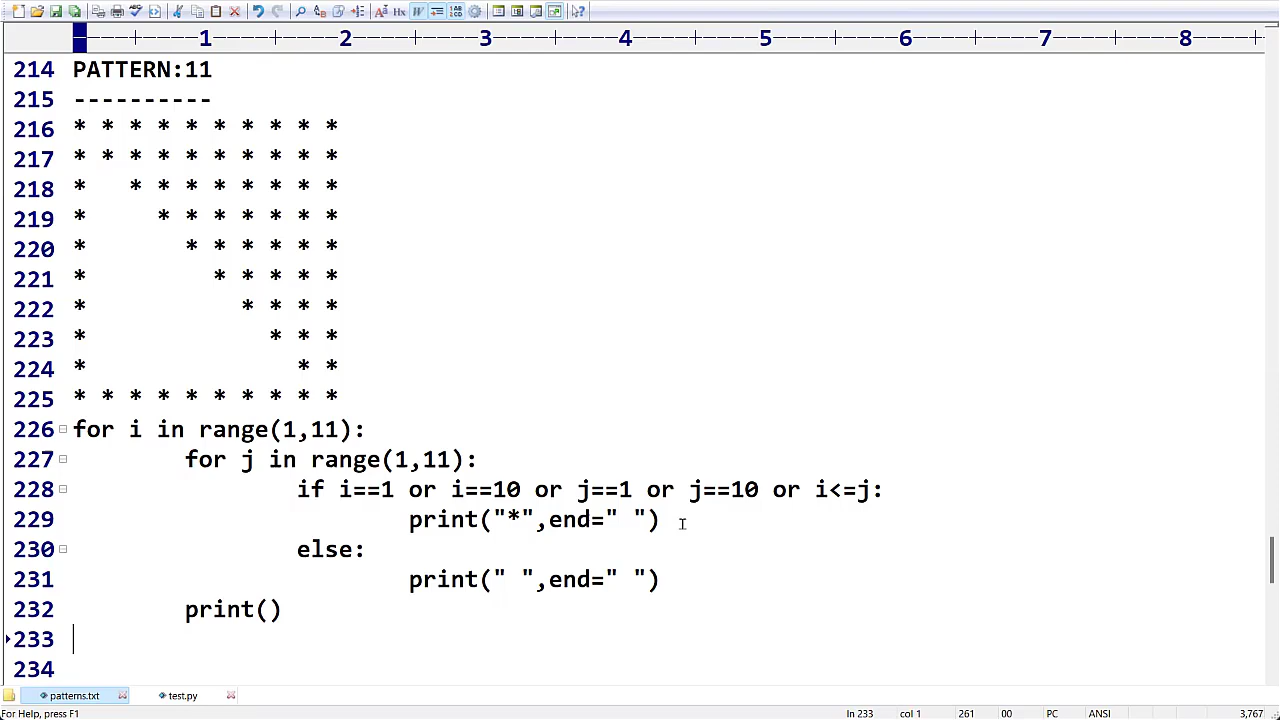 1 2 3 4 5 6 7 8
214 PATTERN:11
215 ----------
216 * * * * * * * * * *
217 * * * * * * * * * *
218 *   * * * * * * * *
219 *     * * * * * * *
220 *       * * * * * *
221 *         * * * * *
222 *           * * * *
223 *             * * *
224 *               * *
225 * * * * * * * * * *
226 for i in range(1,11):
227         for j in range(1,11):
228                 if i==1 or i==10 or j==1 or j==10 or i<=j:
229                         print("*",end=" ")
230                 else:
231                         print(" ",end=" ")
232         print()
233
234
patterns.txt test.py
For Help, press F1 ln 233 col 1 261 00 PC ANSI 3,767